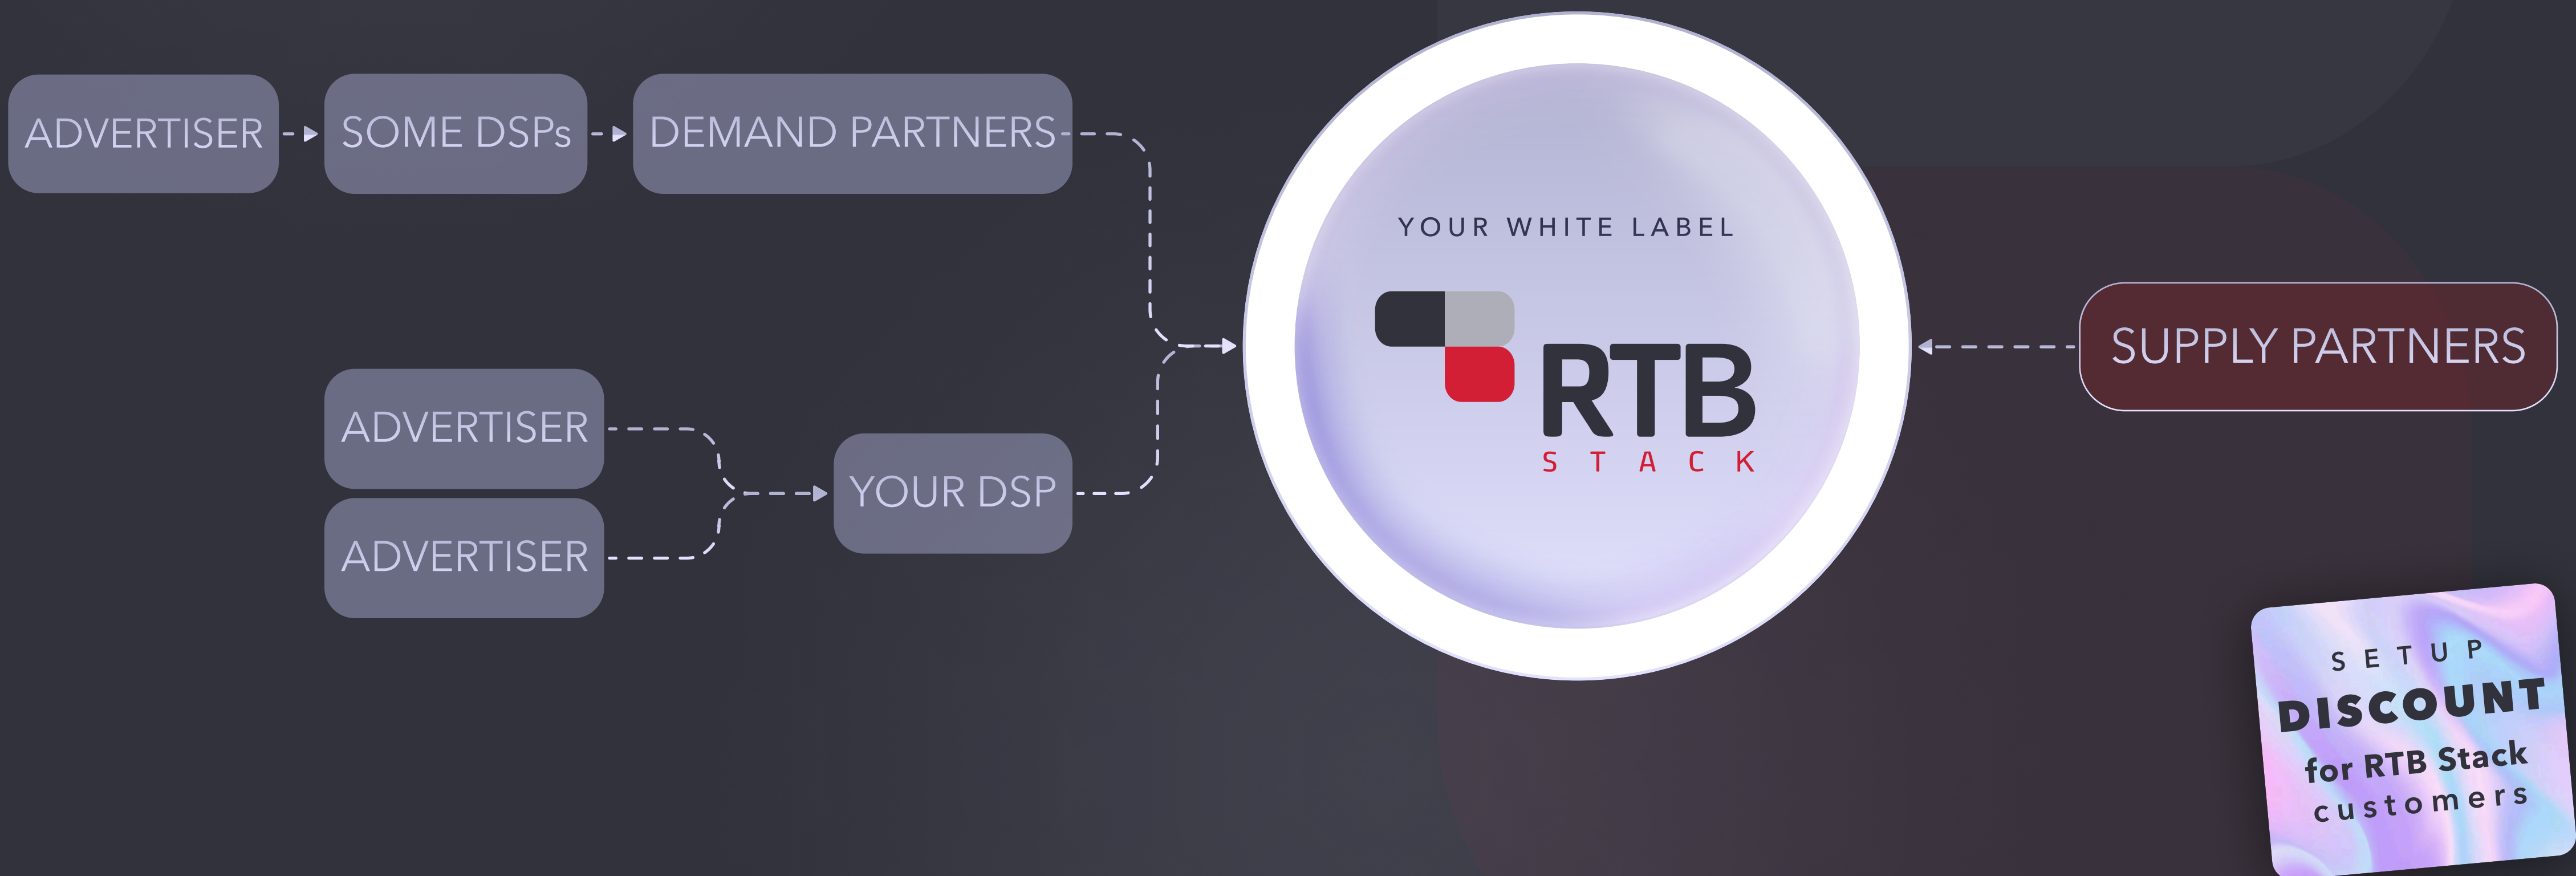 ADVERTISER
SOME DSPs
DEMAND PARTNERS
ADVERTISER
ADVERTISER
YOUR DSP
YOUR WHITE LABEL
RTB
STACK
SUPPLY PARTNERS
SETUP
DISCOUNT
for RTB Stack
customers